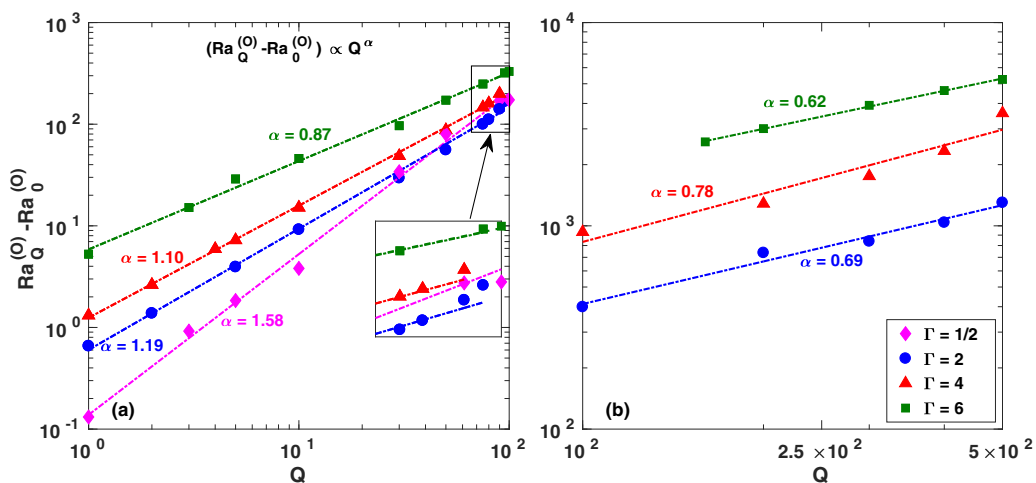 (Ra_Q^(O)-Ra_0^(O)) ∝ Q^α
Ra_Q^(O)-Ra_0^(O)
10^3
10^2
10^1
10^0
10^-1
α = 0.87
α = 1.10
α = 1.19
α = 1.58
(a)
10^0
10^1
10^2
Q
10^4
10^3
10^2
α = 0.62
α = 0.78
α = 0.69
Γ = 1/2
Γ = 2
Γ = 4
Γ = 6
(b)
10^2
2.5 ×10^2
5 ×10^2
Q